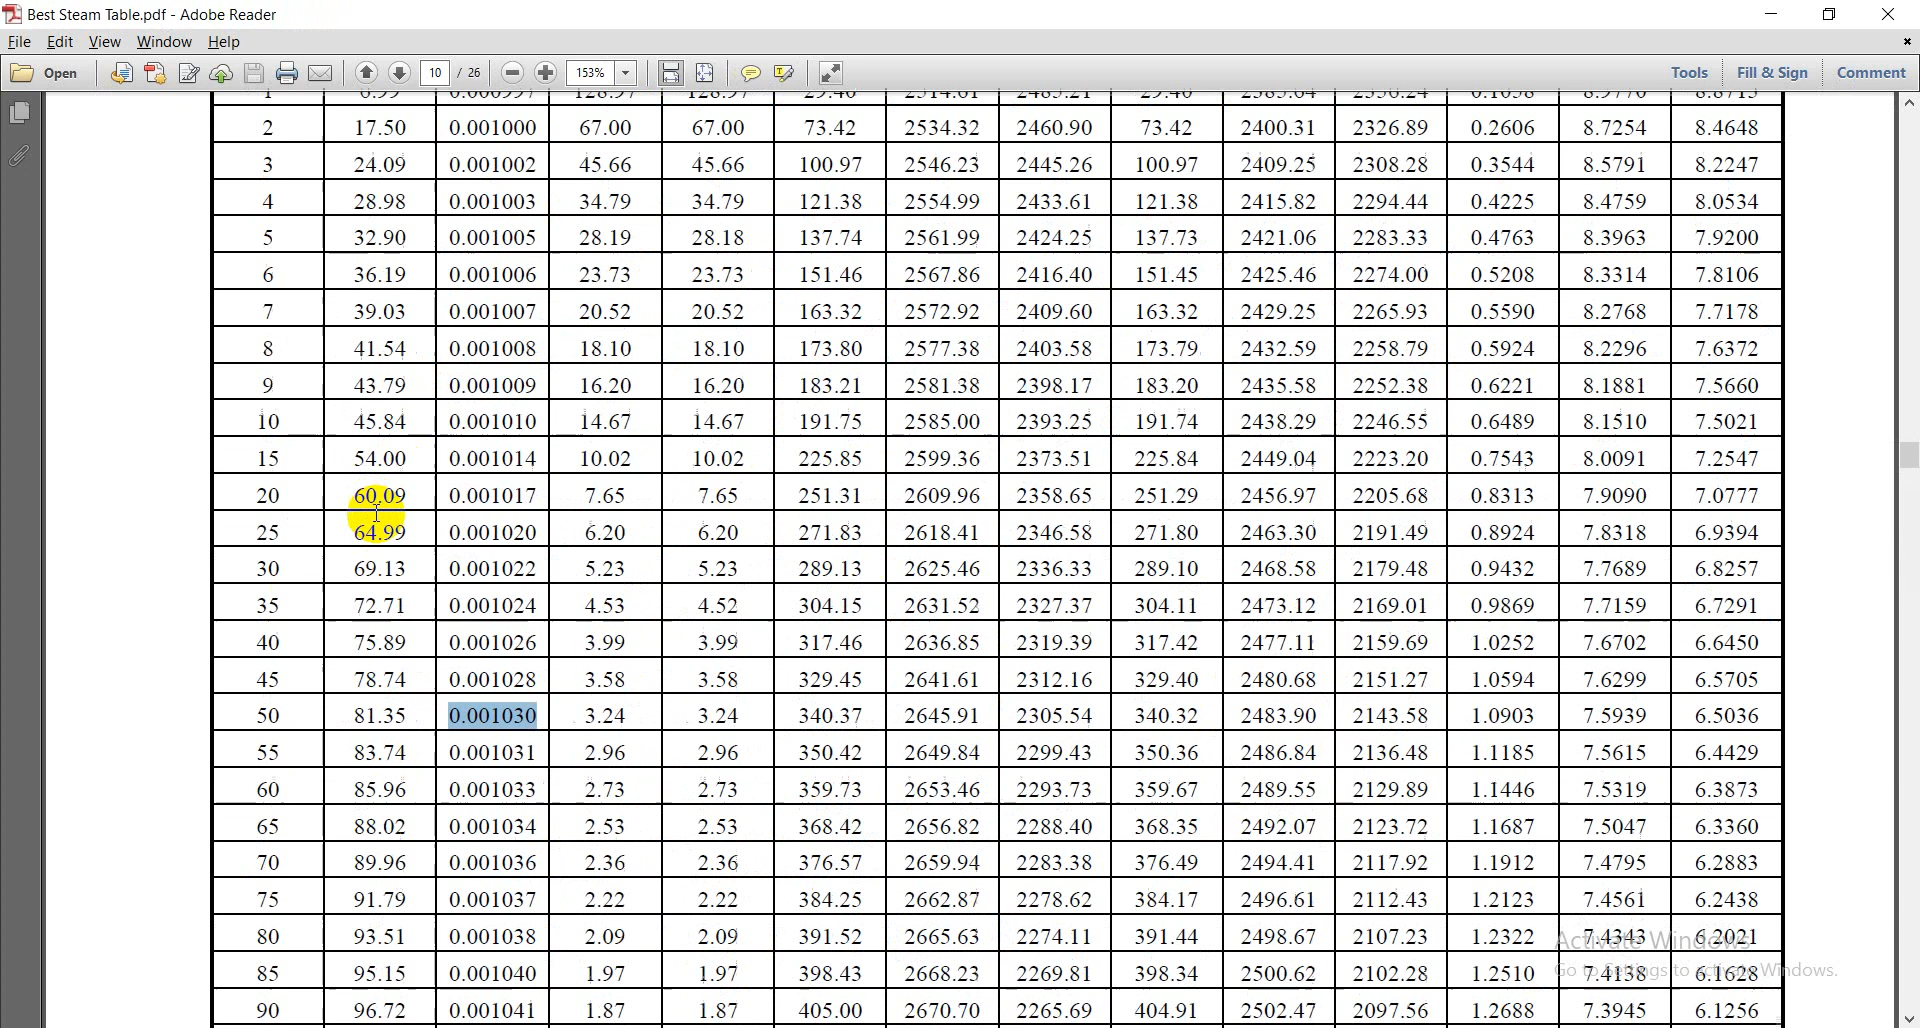 Best Steam Table.pdf - Adobe Reader
File Edit View Window Help
Open 10 / 26 153% Tools Fill & Sign Comment
2 17.50 0.001000 67.00 67.00 73.42 2534.32 2460.90 73.42 2400.31 2326.89 0.2606 8.7254 8.4648
3 24.09 0.001002 45.66 45.66 100.97 2546.23 2445.26 100.97 2409.25 2308.28 0.3544 8.5791 8.2247
4 28.98 0.001003 34.79 34.79 121.38 2554.99 2433.61 121.38 2415.82 2294.44 0.4225 8.4759 8.0534
5 32.90 0.001005 28.19 28.18 137.74 2561.99 2424.25 137.73 2421.06 2283.33 0.4763 8.3963 7.9200
6 36.19 0.001006 23.73 23.73 151.46 2567.86 2416.40 151.45 2425.46 2274.00 0.5208 8.3314 7.8106
7 39.03 0.001007 20.52 20.52 163.32 2572.92 2409.60 163.32 2429.25 2265.93 0.5590 8.2768 7.7178
8 41.54 0.001008 18.10 18.10 173.80 2577.38 2403.58 173.79 2432.59 2258.79 0.5924 8.2296 7.6372
9 43.79 0.001009 16.20 16.20 183.21 2581.38 2398.17 183.20 2435.58 2252.38 0.6221 8.1881 7.5660
10 45.84 0.001010 14.67 14.67 191.75 2585.00 2393.25 191.74 2438.29 2246.55 0.6489 8.1510 7.5021
15 54.00 0.001014 10.02 10.02 225.85 2599.36 2373.51 225.84 2449.04 2223.20 0.7543 8.0091 7.2547
20 60.09 0.001017 7.65 7.65 251.31 2609.96 2358.65 251.29 2456.97 2205.68 0.8313 7.9090 7.0777
25 64.99 0.001020 6.20 6.20 271.83 2618.41 2346.58 271.80 2463.30 2191.49 0.8924 7.8318 6.9394
30 69.13 0.001022 5.23 5.23 289.13 2625.46 2336.33 289.10 2468.58 2179.48 0.9432 7.7689 6.8257
35 72.71 0.001024 4.53 4.52 304.15 2631.52 2327.37 304.11 2473.12 2169.01 0.9869 7.7159 6.7291
40 75.89 0.001026 3.99 3.99 317.46 2636.85 2319.39 317.42 2477.11 2159.69 1.0252 7.6702 6.6450
45 78.74 0.001028 3.58 3.58 329.45 2641.61 2312.16 329.40 2480.68 2151.27 1.0594 7.6299 6.5705
50 81.35 0.001030 3.24 3.24 340.37 2645.91 2305.54 340.32 2483.90 2143.58 1.0903 7.5939 6.5036
55 83.74 0.001031 2.96 2.96 350.42 2649.84 2299.43 350.36 2486.84 2136.48 1.1185 7.5615 6.4429
60 85.96 0.001033 2.73 2.73 359.73 2653.46 2293.73 359.67 2489.55 2129.89 1.1446 7.5319 6.3873
65 88.02 0.001034 2.53 2.53 368.42 2656.82 2288.40 368.35 2492.07 2123.72 1.1687 7.5047 6.3360
70 89.96 0.001036 2.36 2.36 376.57 2659.94 2283.38 376.49 2494.41 2117.92 1.1912 7.4795 6.2883
75 91.79 0.001037 2.22 2.22 384.25 2662.87 2278.62 384.17 2496.61 2112.43 1.2123 7.4561 6.2438
80 93.51 0.001038 2.09 2.09 391.52 2665.63 2274.11 391.44 2498.67 2107.23 1.2322 7.4343 6.2021
Activate Windows
85 95.15 0.001040 1.97 1.97 398.43 2668.23 2269.81 398.34 2500.62 2102.28 1.2510 7.4138 6.1628
Go to Settings to activate Windows.
90 96.72 0.001041 1.87 1.87 405.00 2670.70 2265.69 404.91 2502.47 2097.56 1.2688 7.3945 6.1256